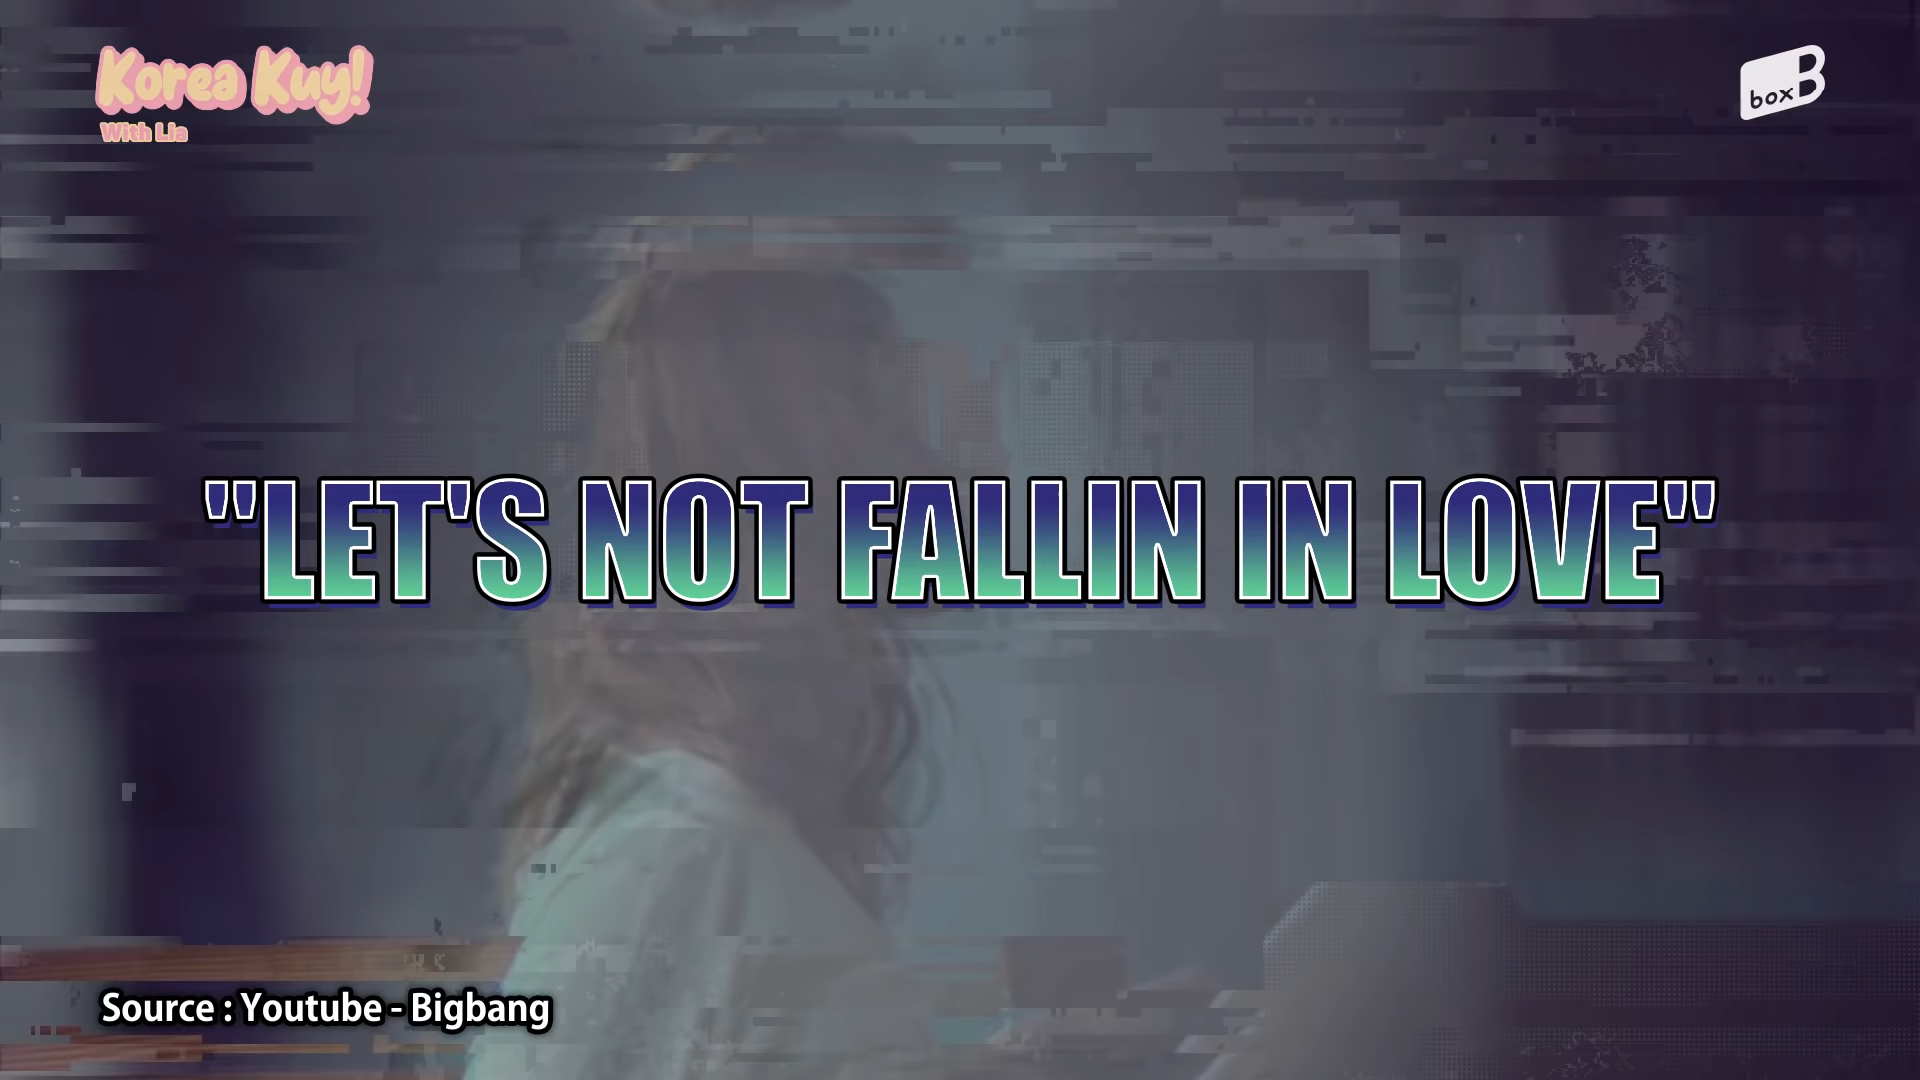 Korea Kuy!
With Lia
box B
"LET'S NOT FALLIN IN LOVE"
Source : Youtube - Bigbang